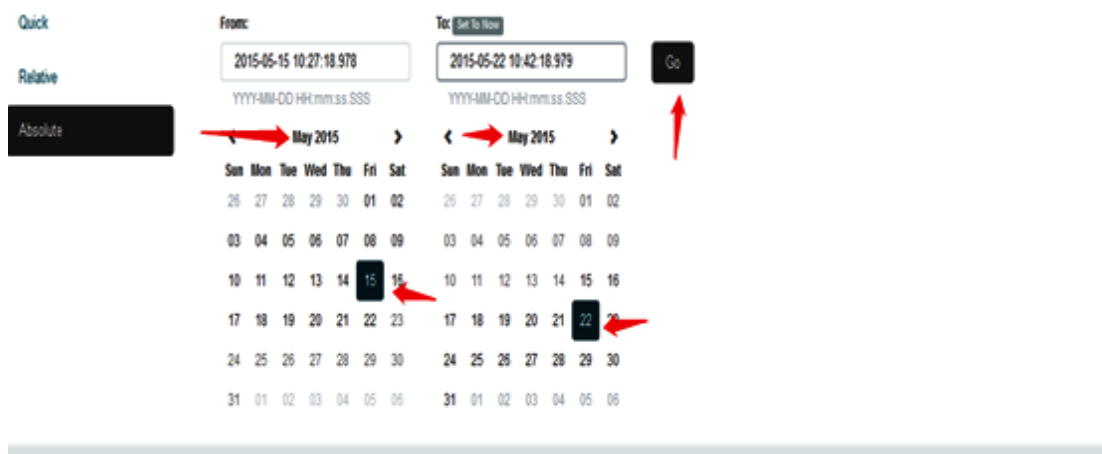 Quick
Relative
Absolute
From:
2015-05-15 10:27:18.978
YYYY-MM-DD HH:mm:ss.SSS
May 2015
Sun Mon Tue Wed Thu Fri Sat
26 27 28 29 30 01 02
03 04 05 06 07 08 09
10 11 12 13 14 15 16
17 18 19 20 21 22 23
24 25 26 27 28 29 30
31 01 02 03 04 05 06
To: Set To Now
2015-05-22 10:42:18.979
YYYY-MM-DD HH:mm:ss.SSS
May 2015
Sun Mon Tue Wed Thu Fri Sat
26 27 28 29 30 01 02
03 04 05 06 07 08 09
10 11 12 13 14 15 16
17 18 19 20 21 22 23
24 25 26 27 28 29 30
31 01 02 03 04 05 06
Go